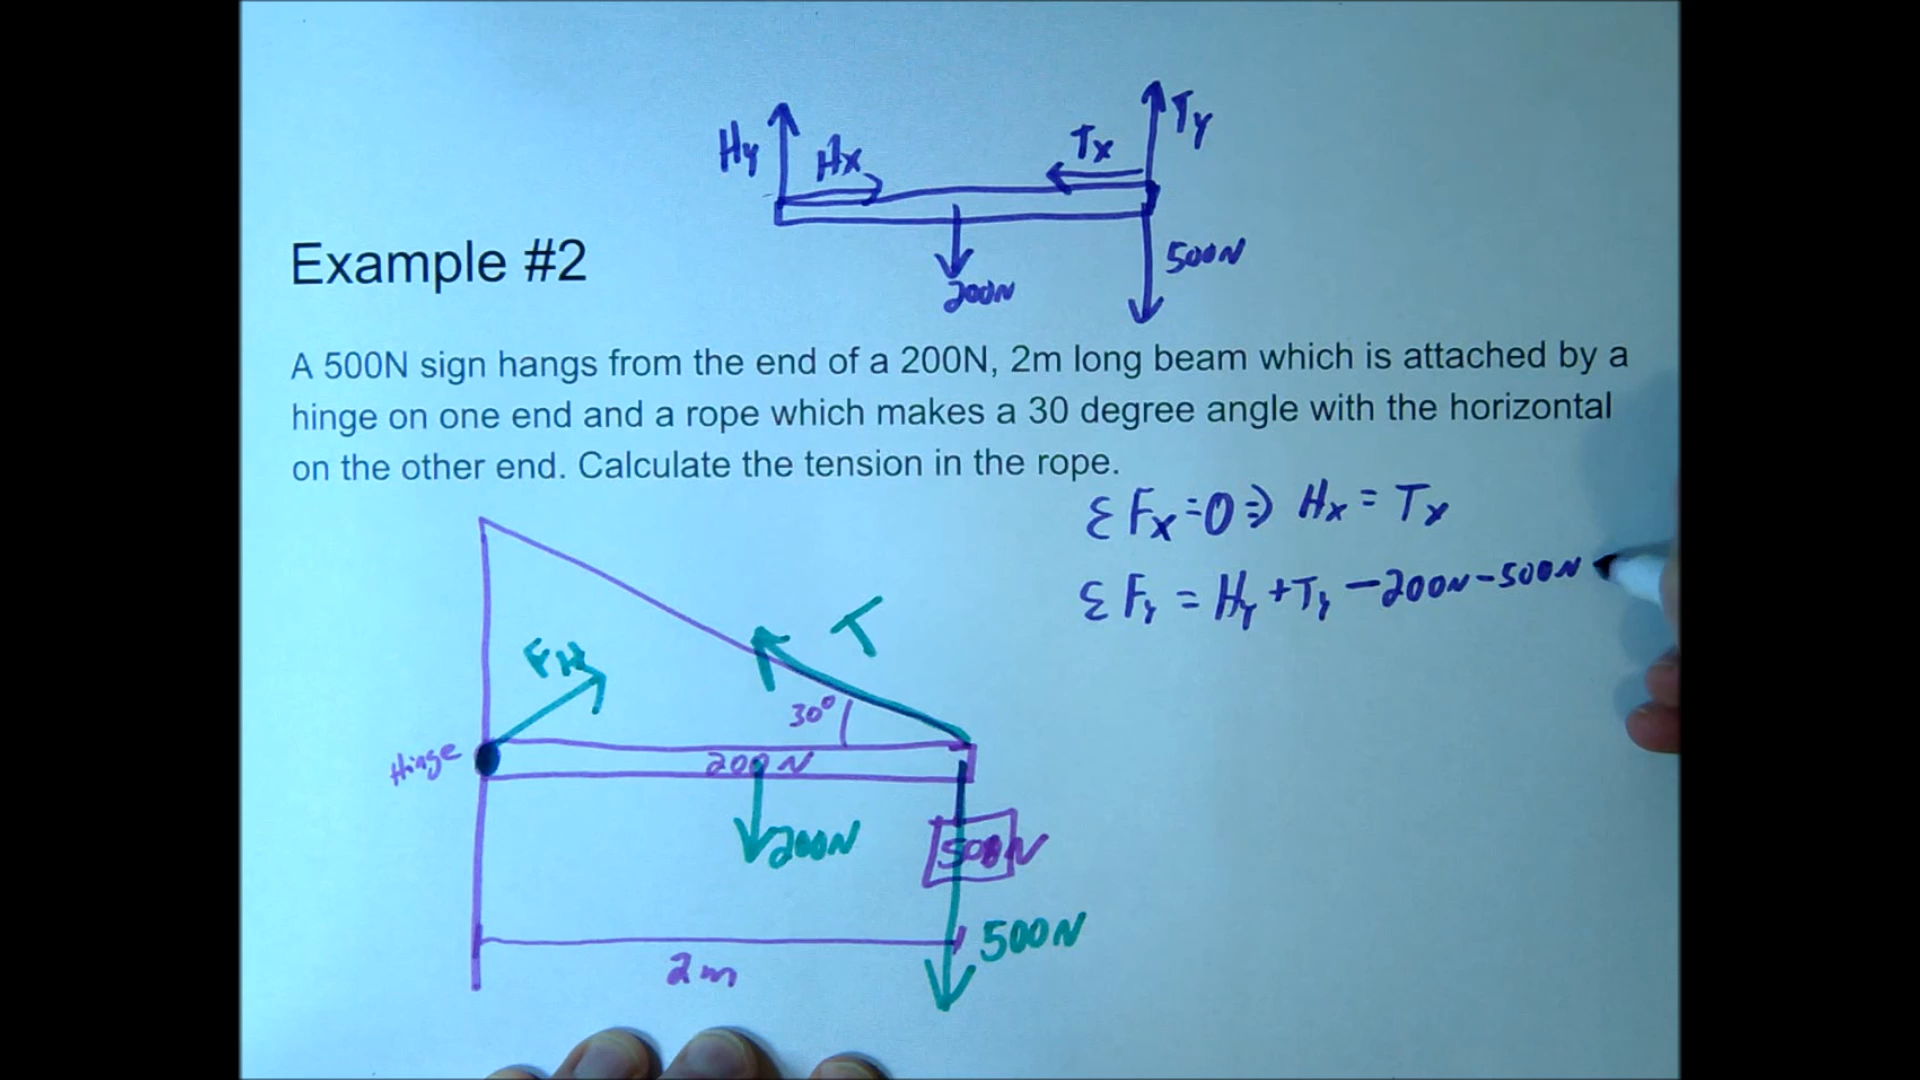 Ty
Hy Hx Tx
500N
200N
Example #2
A 500N sign hangs from the end of a 200N, 2m long beam which is attached by a
hinge on one end and a rope which makes a 30 degree angle with the horizontal
on the other end. Calculate the tension in the rope.
ΣFx=0⇒ Hx = Tx
ΣFy = Hy + Ty - 200N - 500N
T
FH
30°
Hinge
200N
200N
500N
500N
2m